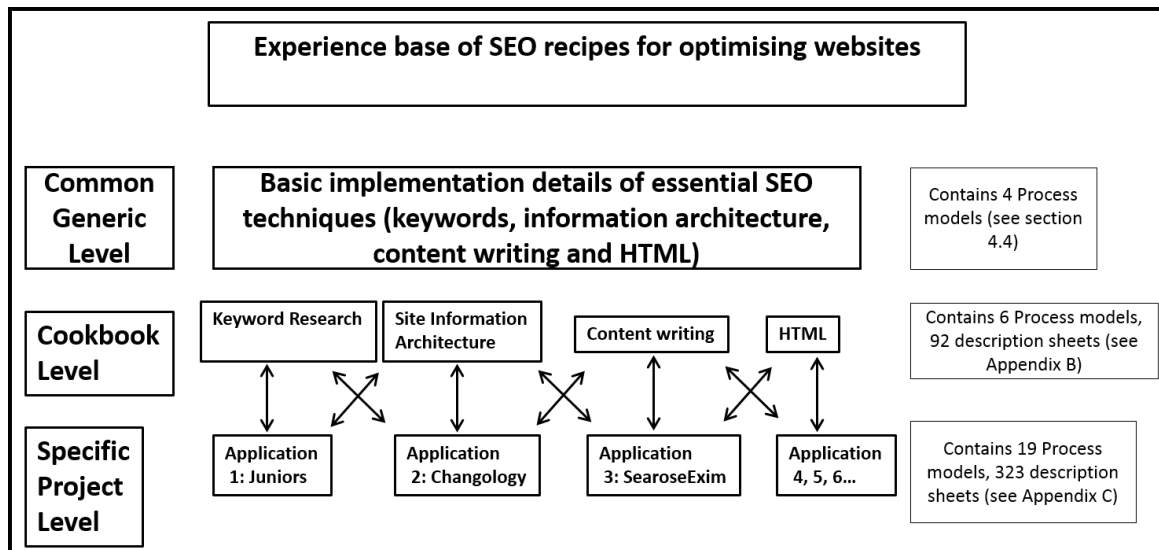 Experience base of SEO recipes for optimising websites
Common
Generic
Level
Basic implementation details of essential SEO
techniques (keywords, information architecture,
content writing and HTML)
Contains 4 Process
models (see section
4.4)
Cookbook
Level
Keyword Research
Site Information
Architecture
Content writing
HTML
Contains 6 Process models,
92 description sheets (see
Appendix B)
Specific
Project
Level
Application
1: Juniors
Application
2: Changology
Application
3: SearoseExim
Application
4, 5, 6...
Contains 19 Process
models, 323 description
sheets (see Appendix C)